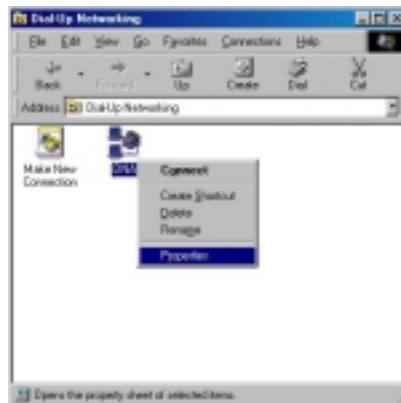 Dial-Up Networking
File Edit View Go Favorites Connections Help
Back Forward Up Create Dial Cut
Address Dial-Up Networking
Make New
Connection
Connect
Create Shortcut
Delete
Rename
Properties
Opens the property sheet of selected items.